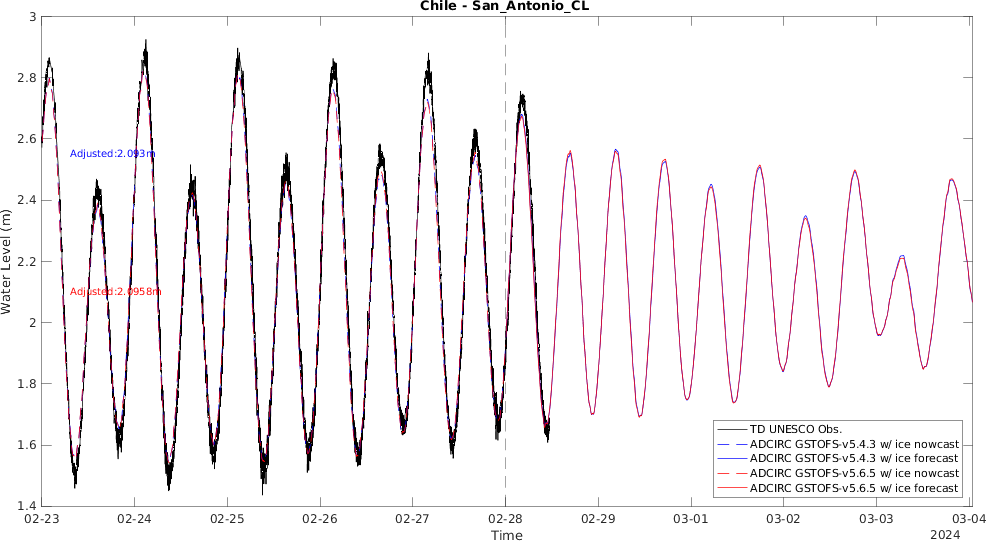 Chile - San_Antonio_CL
3
2.8
2.6
2.4
2.2
2
1.8
1.6
1.4
Water Level (m)
Adjusted:2.093m
Adjusted:2.0958m
TD UNESCO Obs.
ADCIRC GSTOFS-v5.4.3 w/ ice nowcast
ADCIRC GSTOFS-v5.4.3 w/ ice forecast
ADCIRC GSTOFS-v5.6.5 w/ ice nowcast
ADCIRC GSTOFS-v5.6.5 w/ ice forecast
02-23 02-24 02-25 02-26 02-27 02-28 02-29 03-01 03-02 03-03 03-04
Time
2024